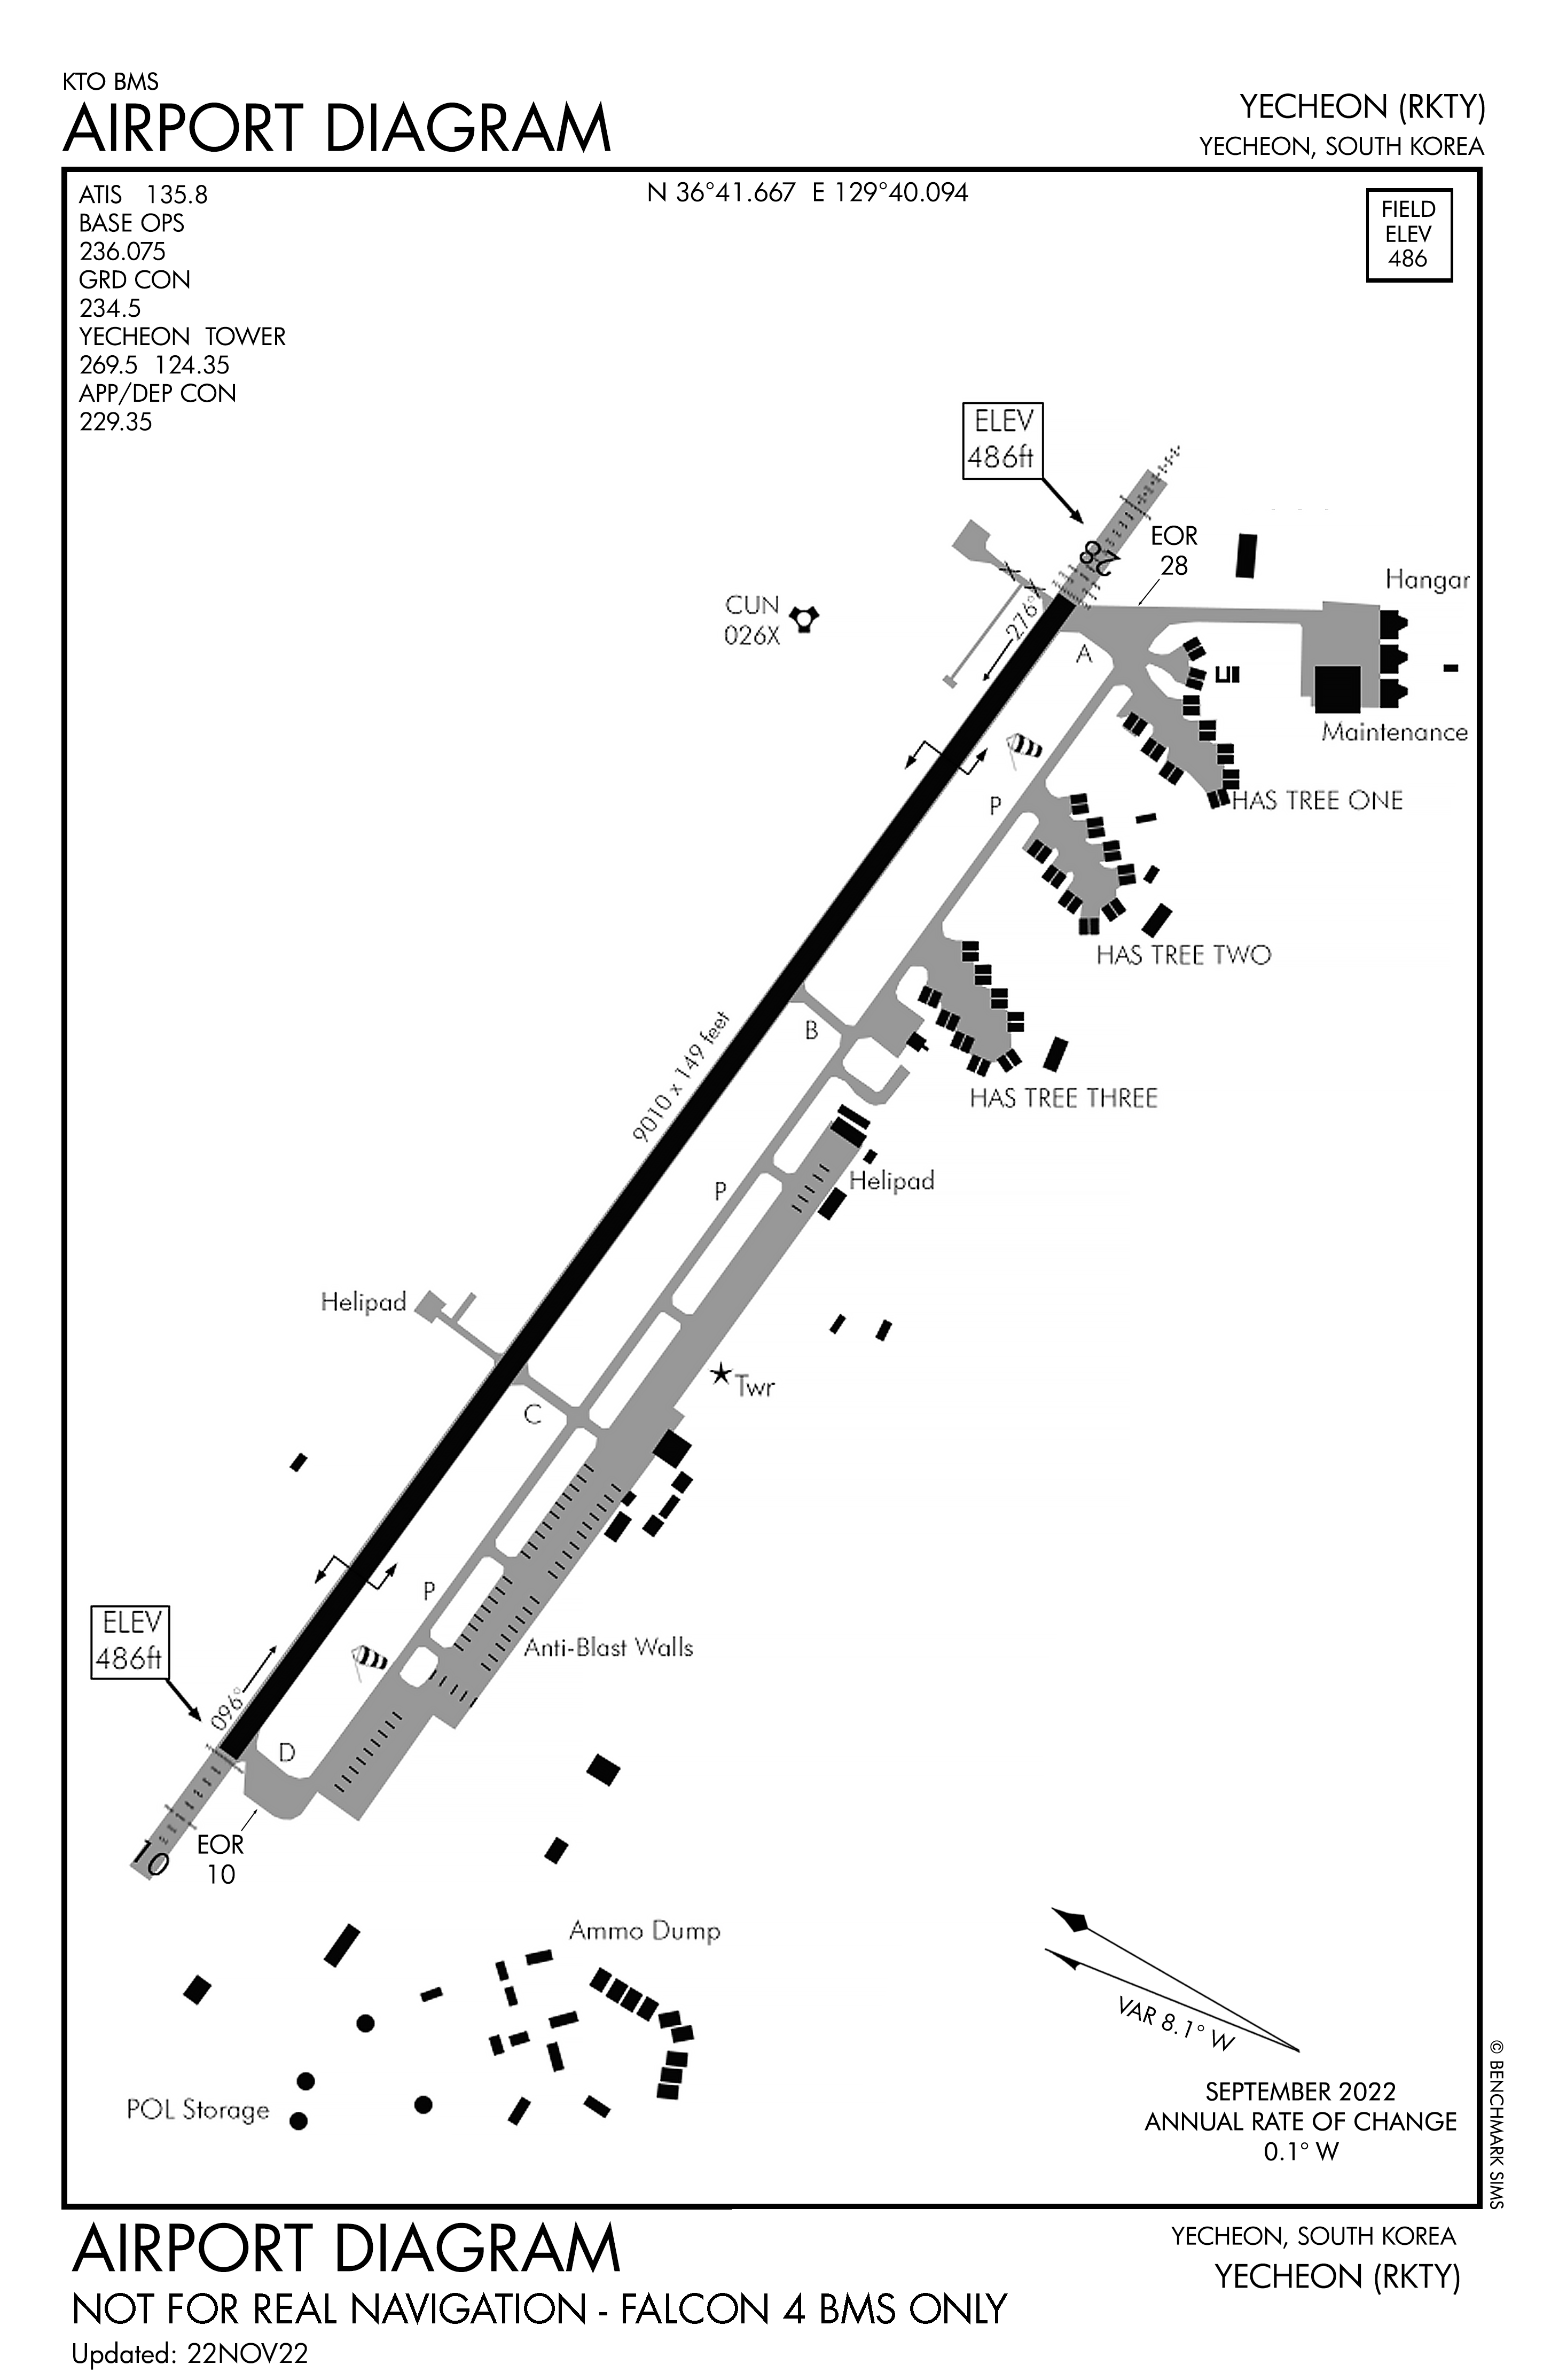 KTO BMS
AIRPORT DIAGRAM
YECHEON (RKTY)
YECHEON, SOUTH KOREA
ATIS 135.8
BASE OPS
236.075
GRD CON
234.5
YECHEON TOWER
269.5 124.35
APP/DEP CON
229.35
N 36°41.667 E 129°40.094
FIELD
ELEV
486
ELEV
486ft
28
EOR
28
Hangar
CUN
026X
276°
A
Maintenance
HAS TREE ONE
P
HAS TREE TWO
B
9010 x 149 feet
HAS TREE THREE
P
Helipad
Helipad
Twr
C
P
ELEV
486ft
Anti-Blast Walls
096°
D
EOR
10
10
Ammo Dump
VAR 8.1° W
POL Storage
SEPTEMBER 2022
ANNUAL RATE OF CHANGE
0.1° W
© BENCHMARK SIMS
AIRPORT DIAGRAM
YECHEON, SOUTH KOREA
YECHEON (RKTY)
NOT FOR REAL NAVIGATION - FALCON 4 BMS ONLY
Updated: 22NOV22